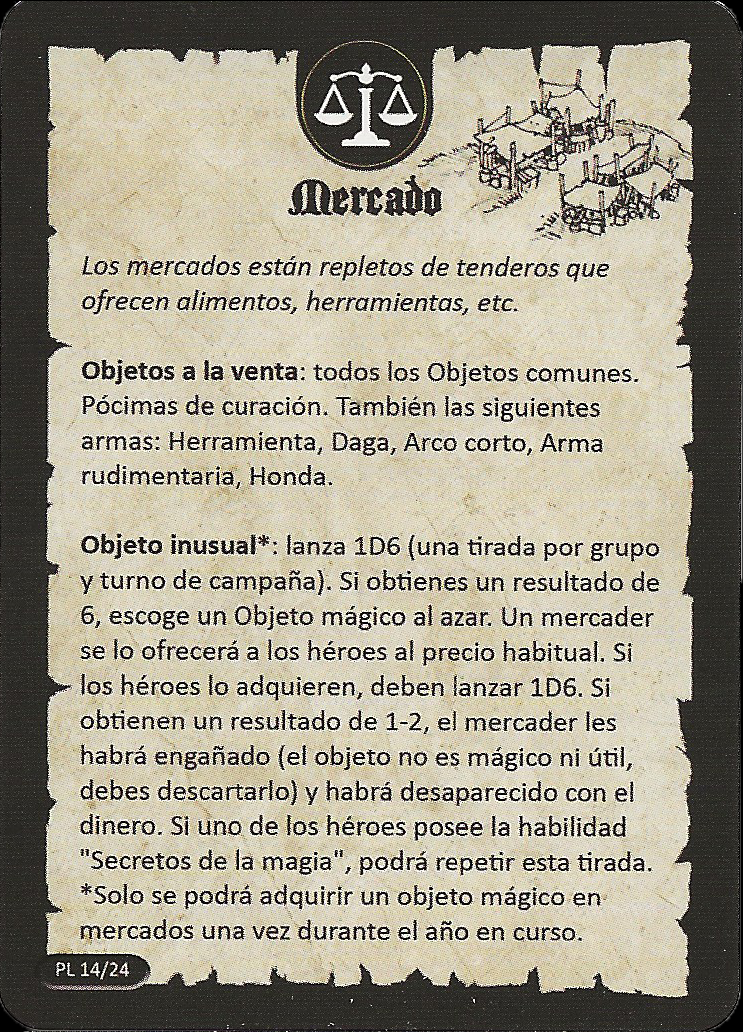 Mercado
Los mercados están repletos de tenderos que
ofrecen alimentos, herramientas, etc.
Objetos a la venta: todos los Objetos comunes.
Pócimas de curación. También las siguientes
armas: Herramienta, Daga, Arco corto, Arma
rudimentaria, Honda.
Objeto inusual*: lanza 1D6 (una tirada por grupo
y turno de campaña). Si obtienes un resultado de
6, escoge un Objeto mágico al azar. Un mercader
se lo ofrecerá a los héroes al precio habitual. Si
los héroes lo adquieren, deben lanzar 1D6. Si
obtienen un resultado de 1-2, el mercader les
habrá engañado (el objeto no es mágico ni útil,
debes descartarlo) y habrá desaparecido con el
dinero. Si uno de los héroes posee la habilidad
"Secretos de la magia", podrá repetir esta tirada.
*Solo se podrá adquirir un objeto mágico en
mercados una vez durante el año en curso.
PL 14/24